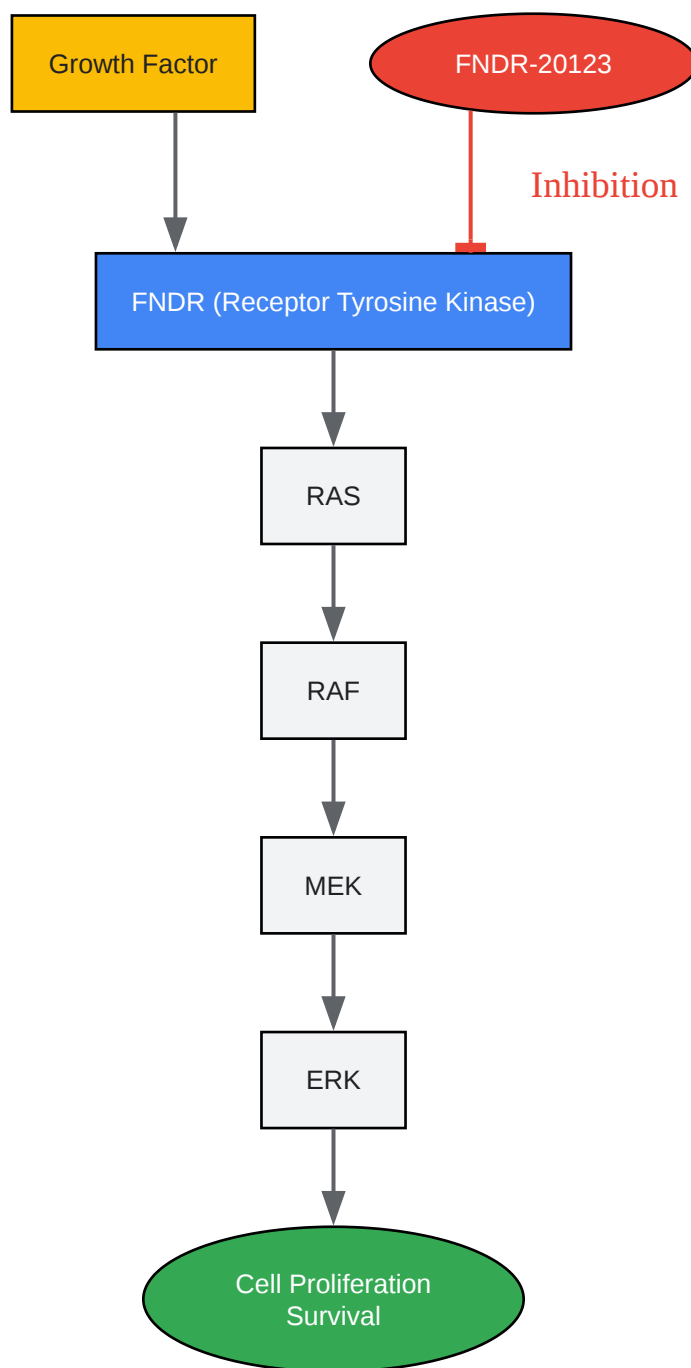 Growth Factor
FNDR-20123
Inhibition
FNDR (Receptor Tyrosine Kinase)
RAS
RAF
MEK
ERK
Cell Proliferation
Survival